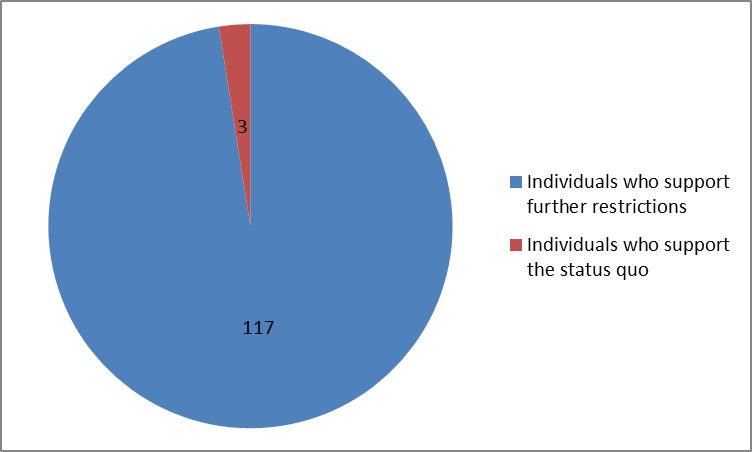 3
117
Individuals who support
further restrictions
Individuals who support
the status quo